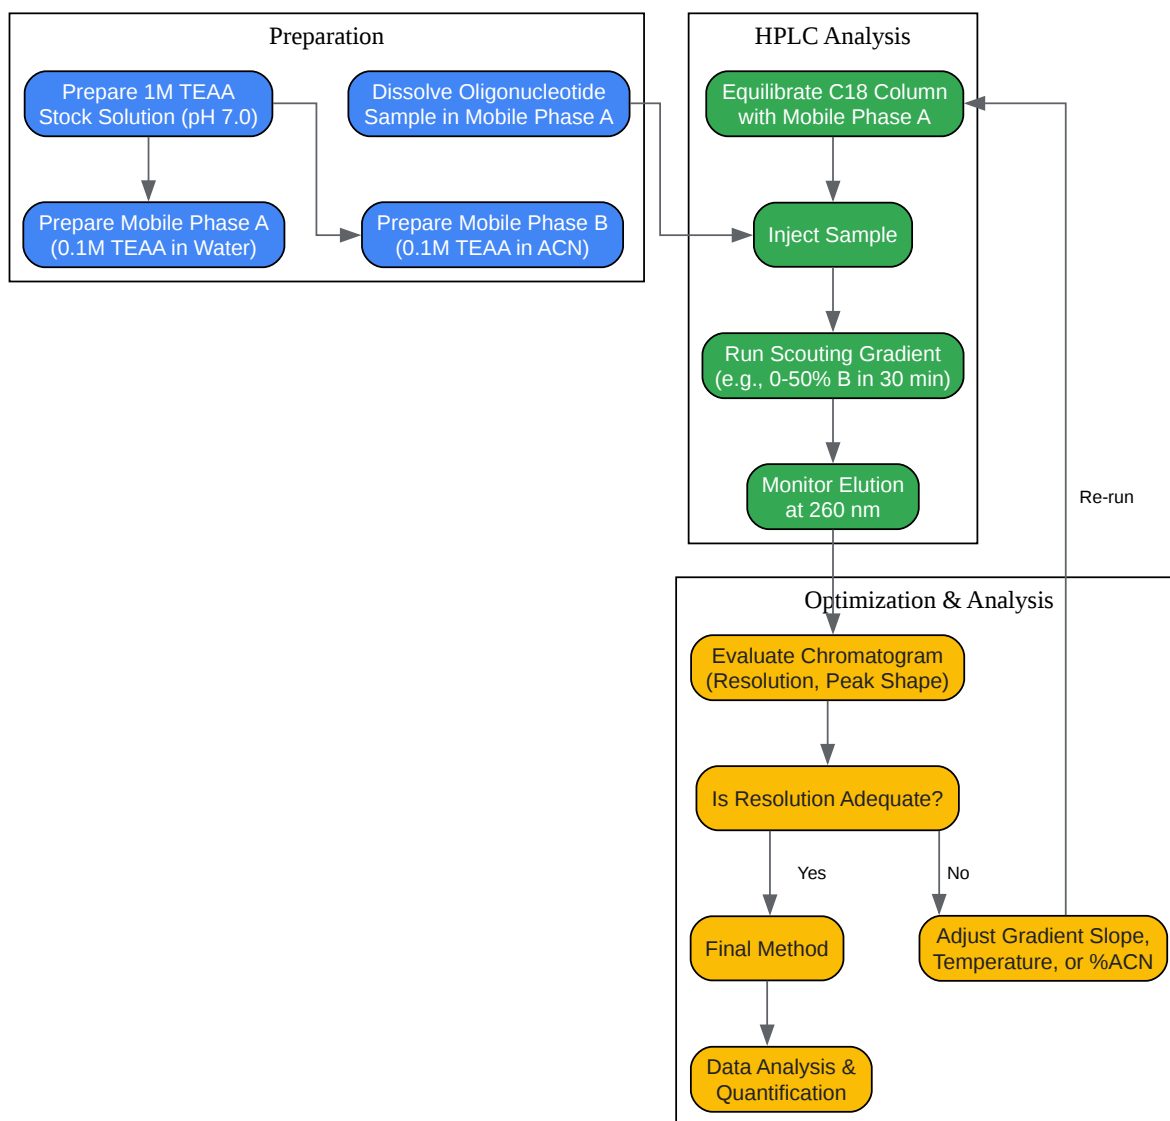 Preparation
Prepare 1M TEAA
Stock Solution (pH 7.0)
Dissolve Oligonucleotide
Sample in Mobile Phase A
Prepare Mobile Phase A
(0.1M TEAA in Water)
Prepare Mobile Phase B
(0.1M TEAA in ACN)
HPLC Analysis
Equilibrate C18 Column
with Mobile Phase A
Inject Sample
Run Scouting Gradient
(e.g., 0-50% B in 30 min)
Monitor Elution
at 260 nm
Re-run
Optimization & Analysis
Evaluate Chromatogram
(Resolution, Peak Shape)
Is Resolution Adequate?
Yes
No
Final Method
Adjust Gradient Slope,
Temperature, or %ACN
Data Analysis &
Quantification